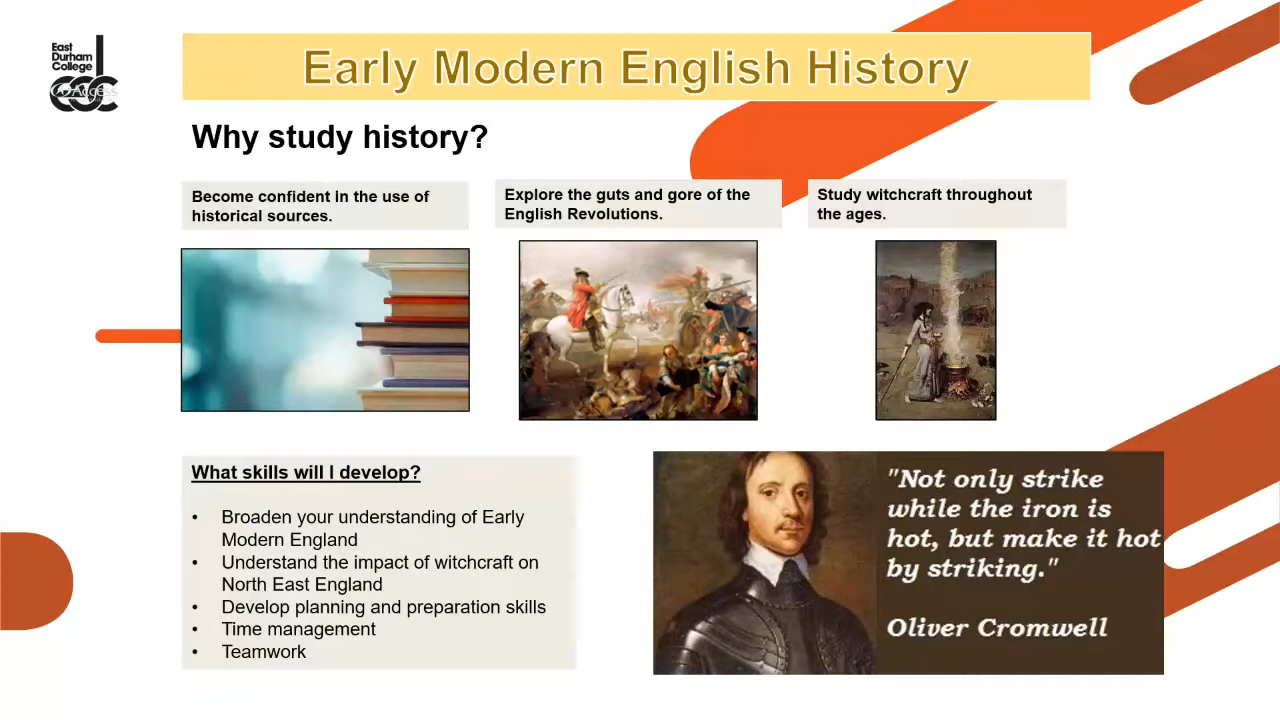 East
Durham
College
edc
Access
Early Modern English History
Why study history?
Become confident in the use of
historical sources.
Explore the guts and gore of the
English Revolutions.
Study witchcraft throughout
the ages.
What skills will I develop?
• Broaden your understanding of Early
Modern England
• Understand the impact of witchcraft on
North East England
• Develop planning and preparation skills
• Time management
• Teamwork
"Not only strike
while the iron is
hot, but make it hot
by striking."
Oliver Cromwell